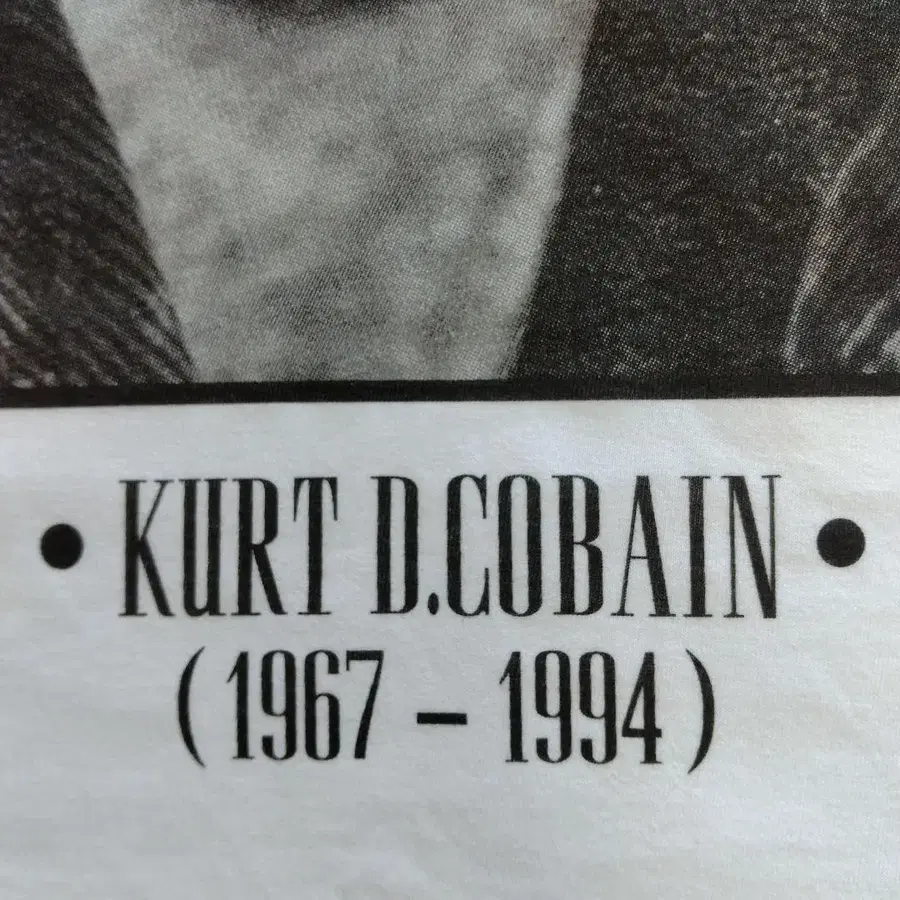 • KURT D.COBAIN •
(1967 – 1994)